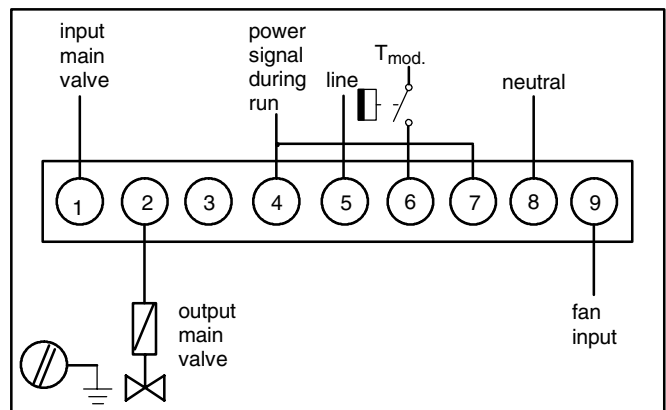 input
main
valve
power
signal
during
run
line
Tmod.
neutral
1 2 3 4 5 6 7 8 9
output
main
valve
fan
input